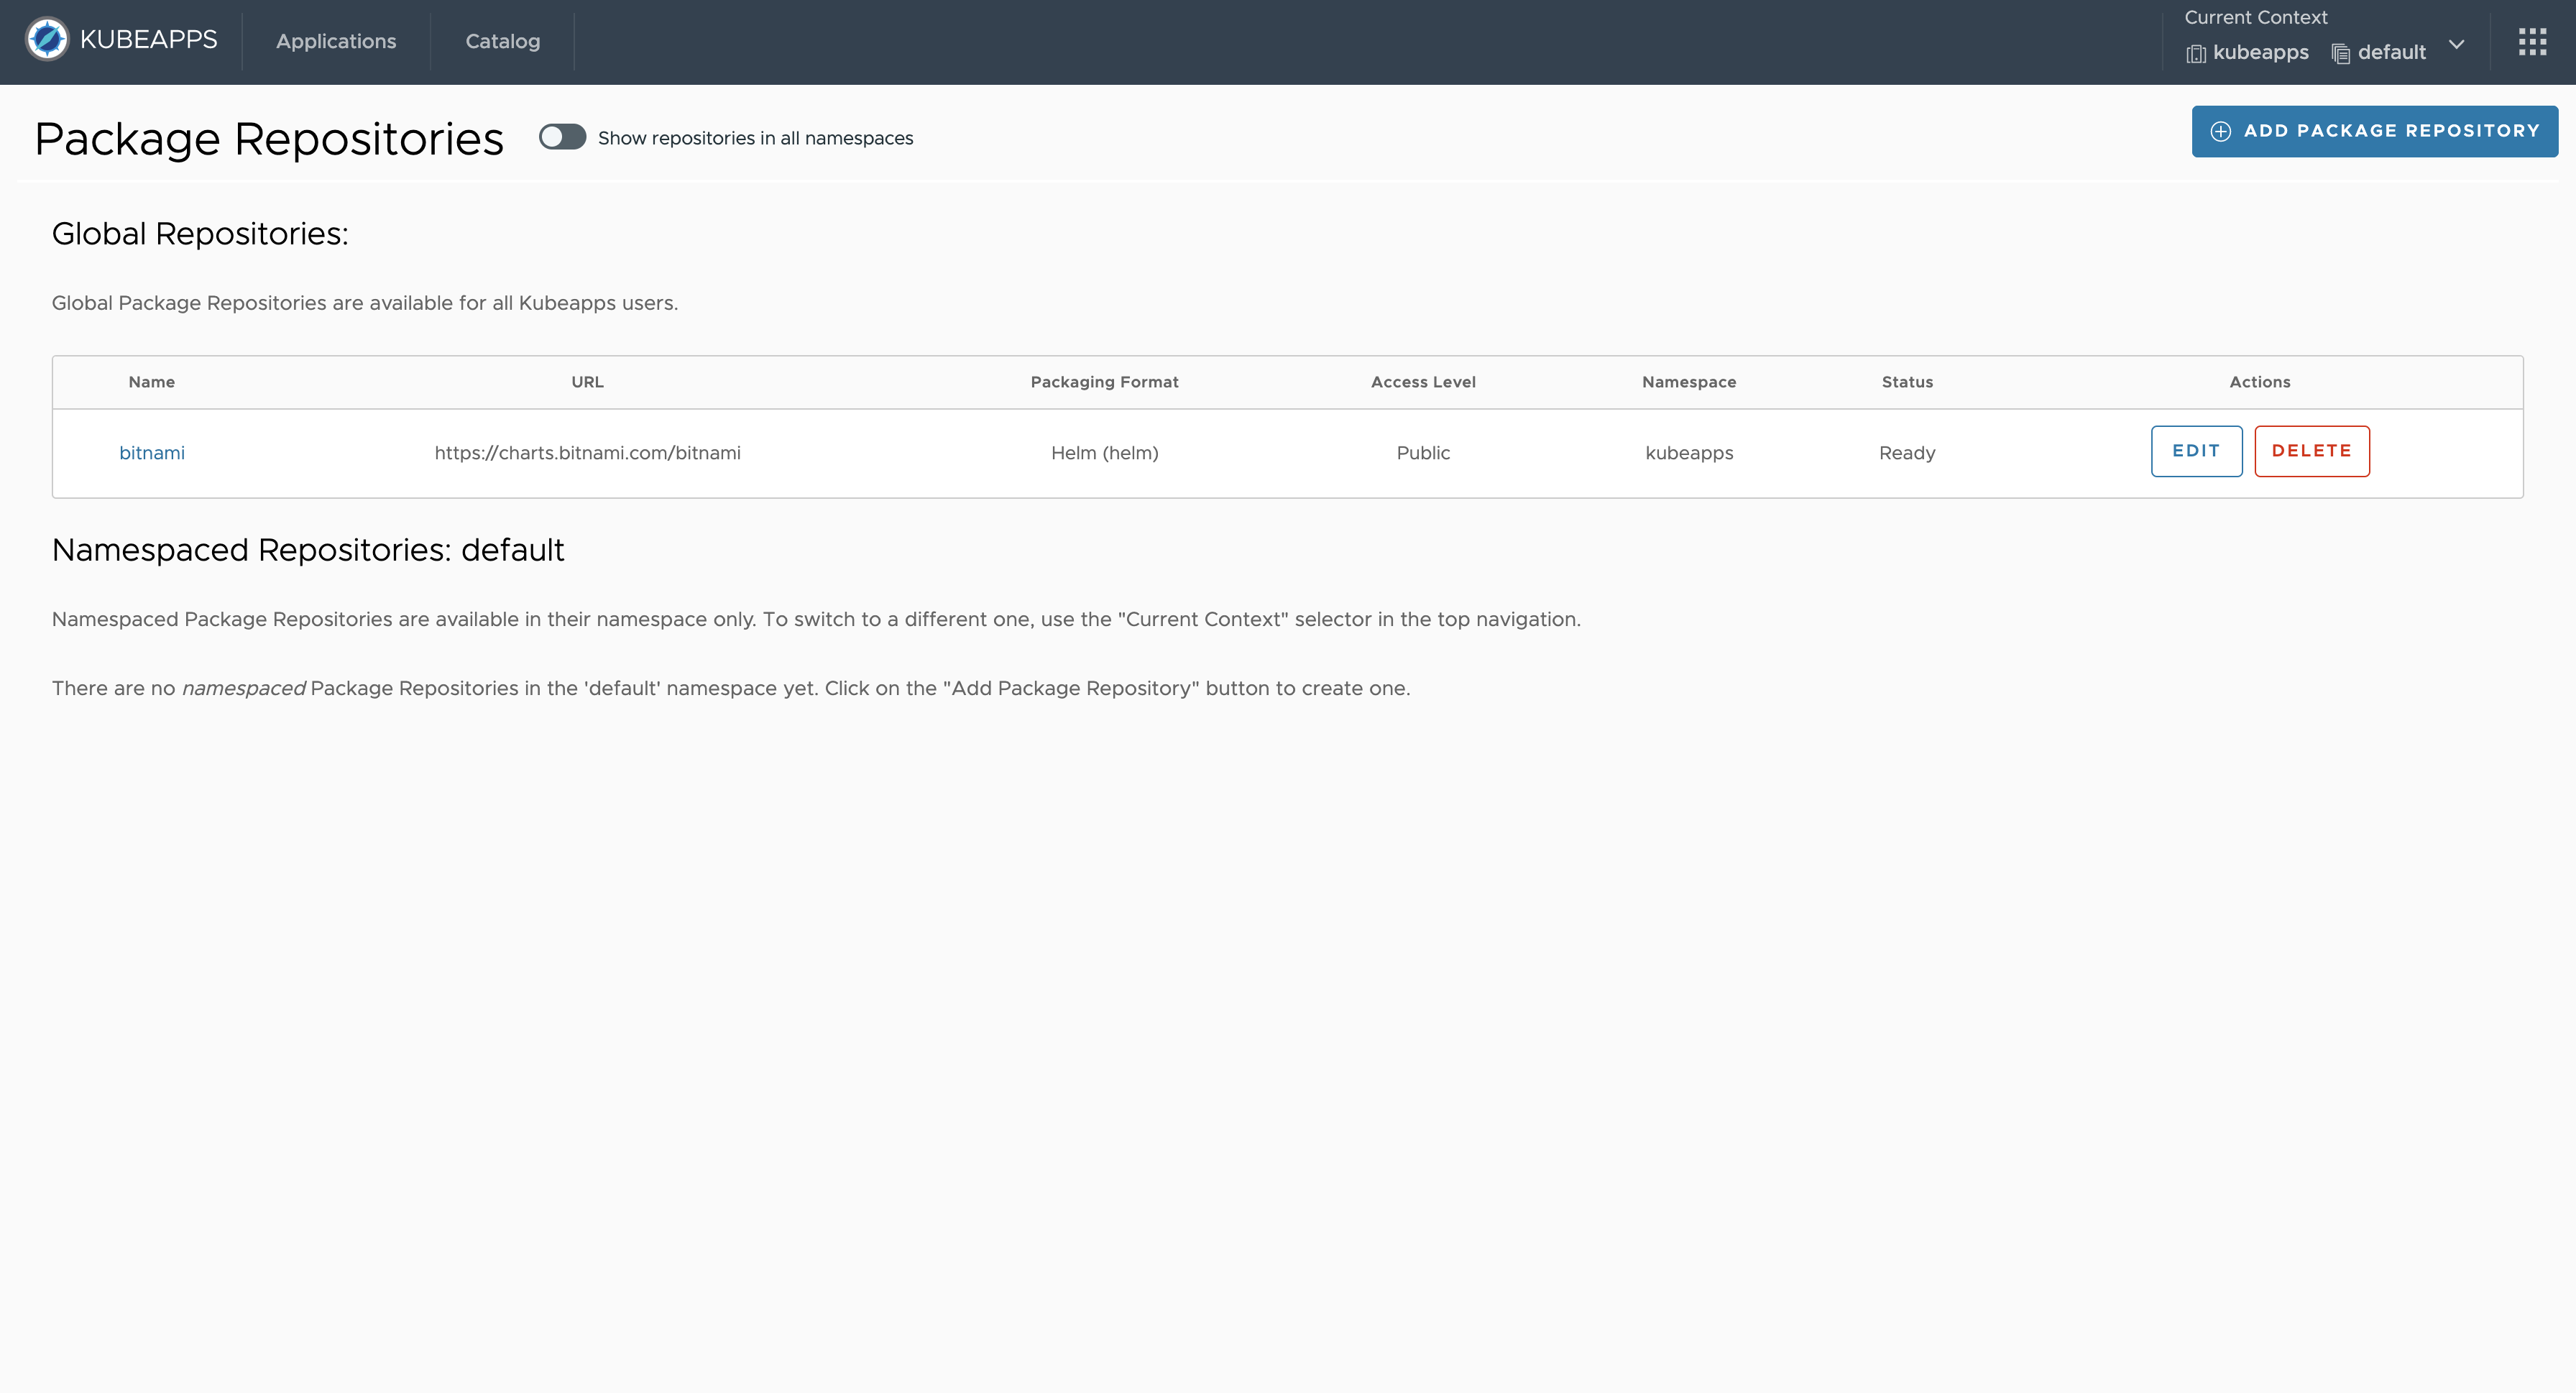 KUBEAPPS
Applications
Catalog
Current Context
kubeapps default
Package Repositories
Show repositories in all namespaces
ADD PACKAGE REPOSITORY
Global Repositories:
Global Package Repositories are available for all Kubeapps users.
Name URL Packaging Format Access Level Namespace Status Actions
bitnami https://charts.bitnami.com/bitnami Helm (helm) Public kubeapps Ready EDIT DELETE
Namespaced Repositories: default
Namespaced Package Repositories are available in their namespace only. To switch to a different one, use the "Current Context" selector in the top navigation.
There are no namespaced Package Repositories in the 'default' namespace yet. Click on the "Add Package Repository" button to create one.